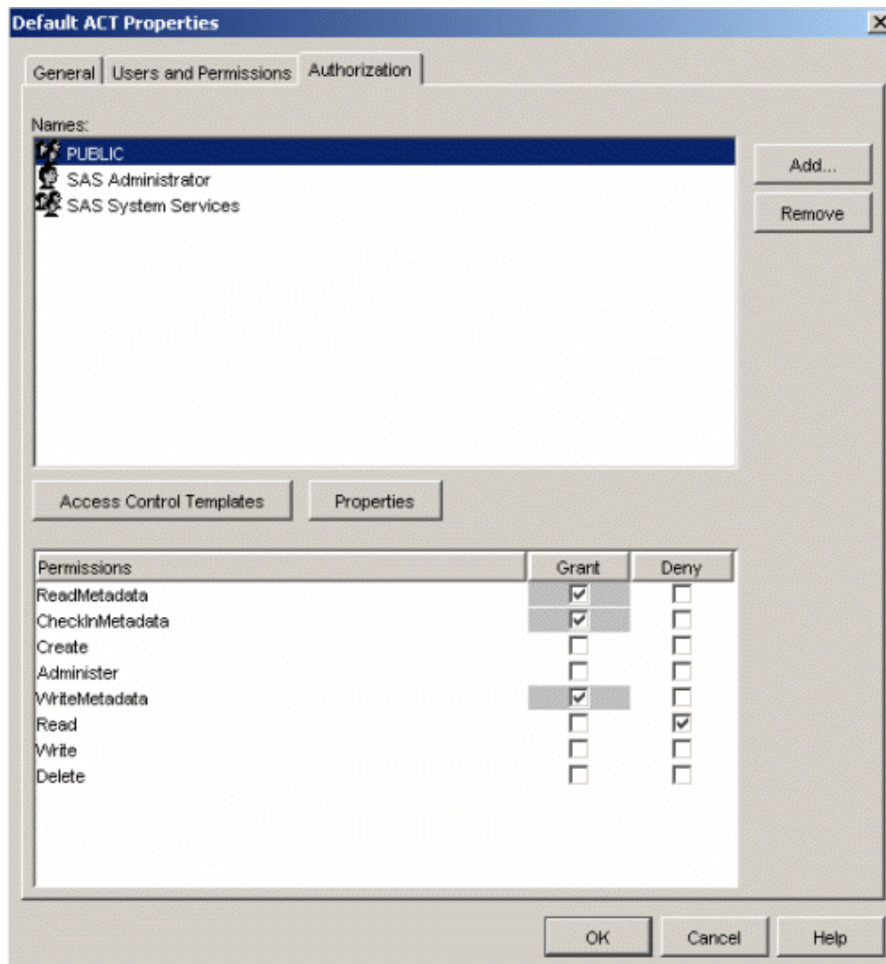 Default ACT Properties
General Users and Permissions Authorization
Names:
PUBLIC
Add...
SAS Administrator
SAS System Services
Remove
Access Control Templates Properties
Permissions Grant Deny
ReadMetadata
CheckInMetadata
Create
Administer
WriteMetadata
Read
Write
Delete
OK Cancel Help